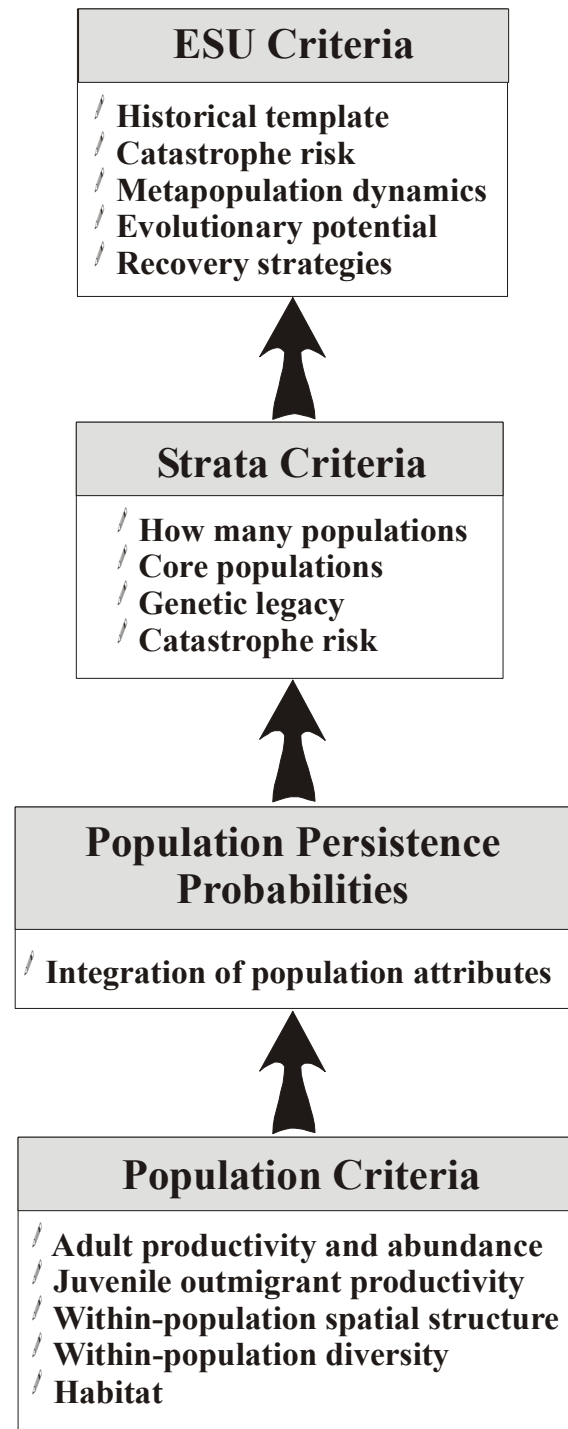 ESU Criteria
Historical template
Catastrophe risk
Metapopulation dynamics
Evolutionary potential
Recovery strategies
Strata Criteria
How many populations
Core populations
Genetic legacy
Catastrophe risk
Population Persistence
Probabilities
Integration of population attributes
Population Criteria
Adult productivity and abundance
Juvenile outmigrant productivity
Within-population spatial structure
Within-population diversity
Habitat